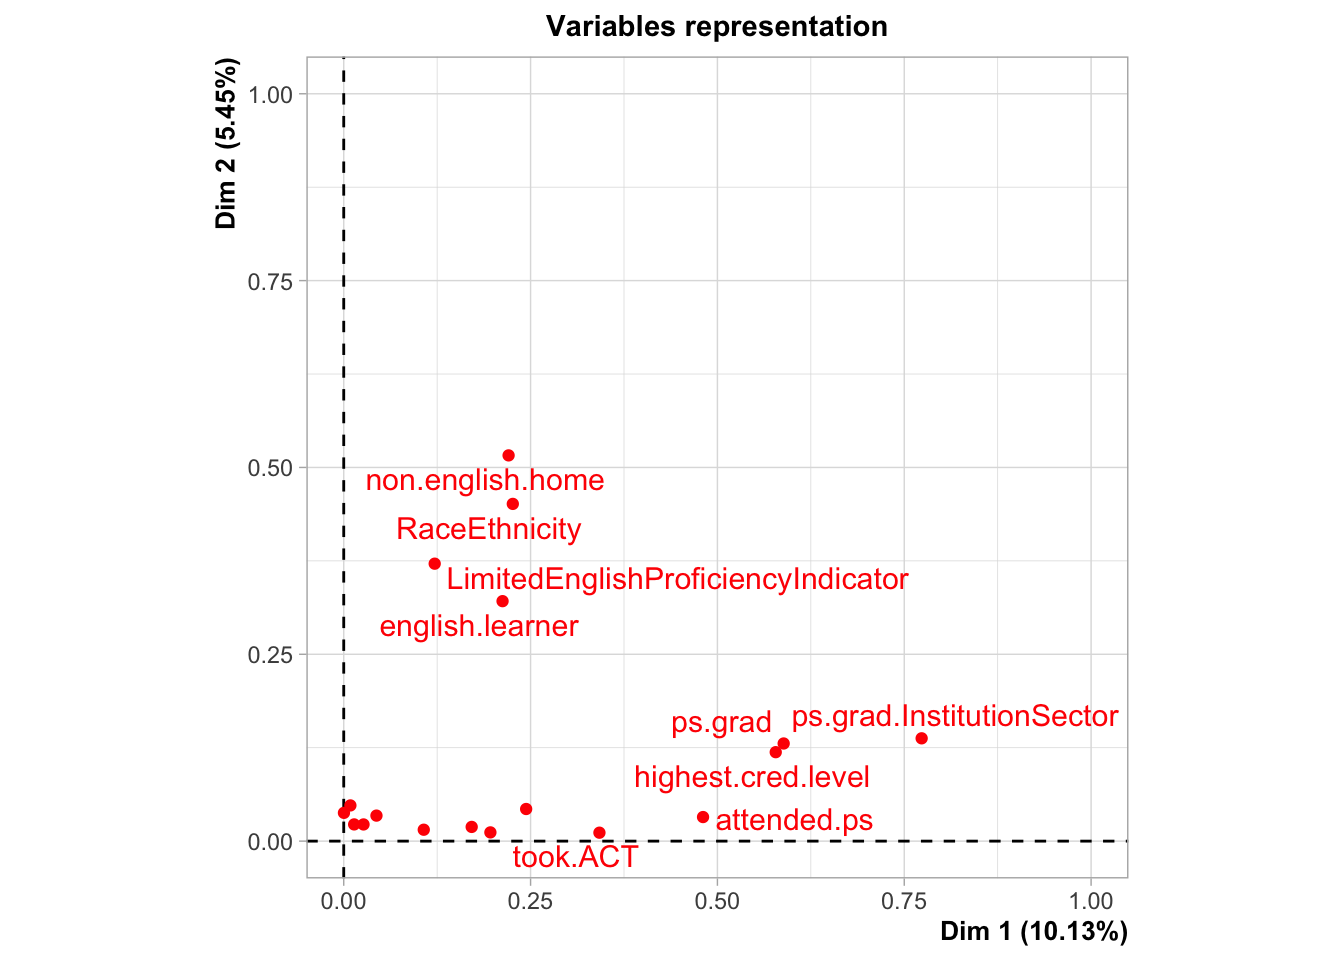 Variables representation
Dim 2 (5.45%)
1.00
0.75
0.50
0.25
0.00
non.english.home
RaceEthnicity
LimitedEnglishProficiencyIndicator
english.learner
ps.grad
ps.grad.InstitutionSector
highest.cred.level
attended.ps
took.ACT
0.00
0.25
0.50
0.75
1.00
Dim 1 (10.13%)